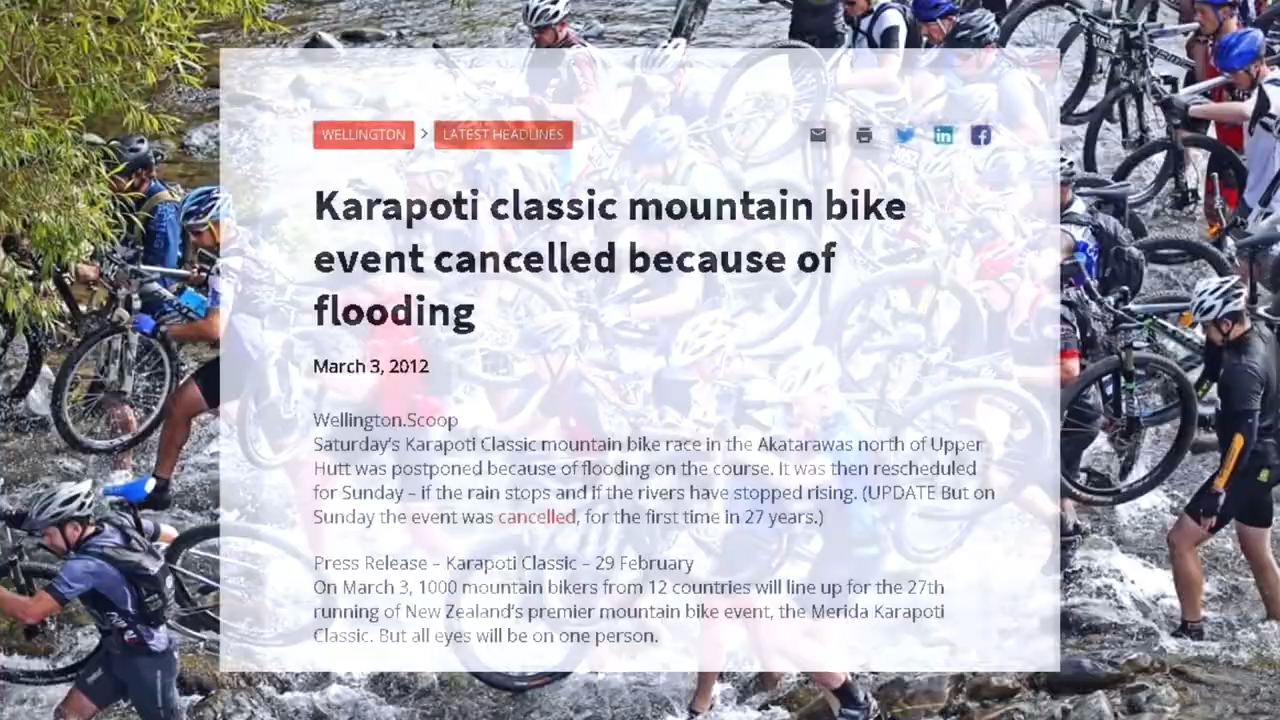 WELLINGTON > LATEST HEADLINES
Karapoti classic mountain bike
event cancelled because of
flooding
March 3, 2012
Wellington.Scoop
Saturday's Karapoti Classic mountain bike race in the Akatarawas north of Upper
Hutt was postponed because of flooding on the course. It was then rescheduled
for Sunday – if the rain stops and if the rivers have stopped rising. (UPDATE But on
Sunday the event was cancelled, for the first time in 27 years.)
Press Release – Karapoti Classic – 29 February
On March 3, 1000 mountain bikers from 12 countries will line up for the 27th
running of New Zealand's premier mountain bike event, the Merida Karapoti
Classic. But all eyes will be on one person.